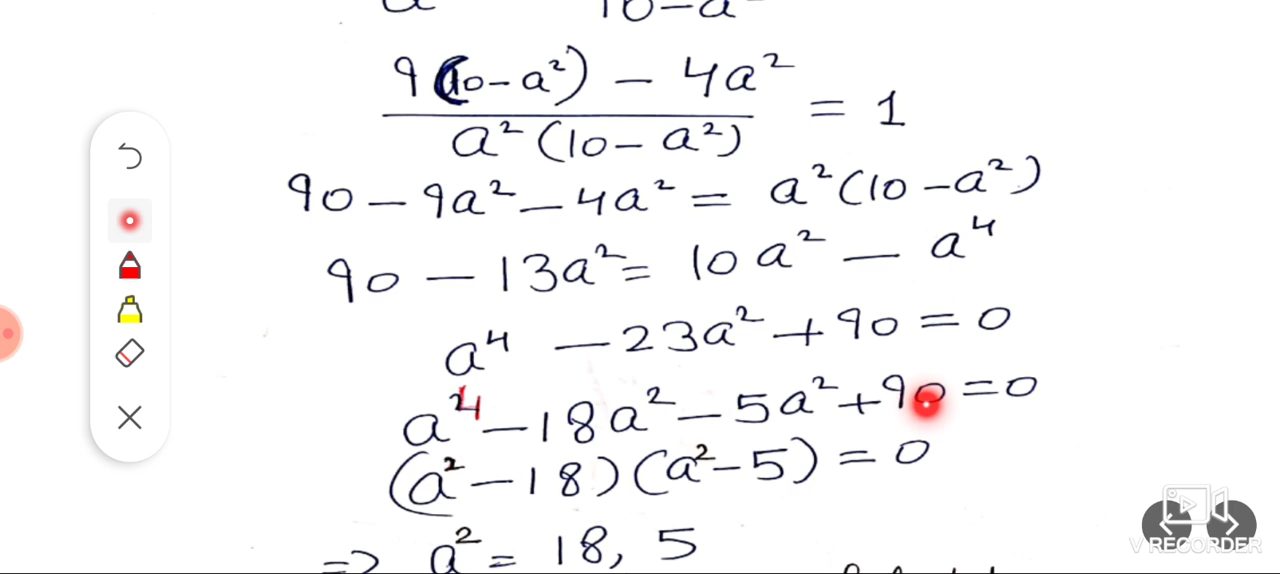 10-a
9(10-a²) - 4a²
= 1
a²(10-a²)
90 - 9a² - 4a² = a²(10-a²)
90 - 13a² = 10a² - a⁴
a⁴ - 23a² + 90 = 0
a⁴ - 18a² - 5a² + 90 = 0
(a² - 18)(a² - 5) = 0
=> a² = 18, 5
V RECORDER